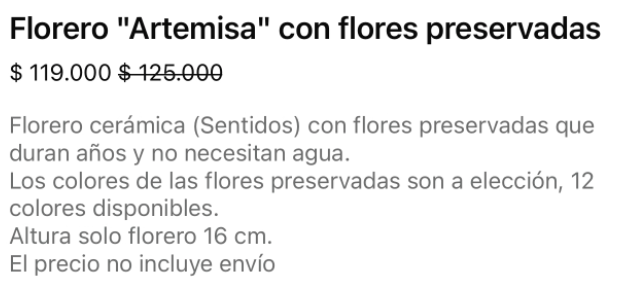 Florero "Artemisa" con flores preservadas
$ 119.000 $ 125.000
Florero cerámica (Sentidos) con flores preservadas que
duran años y no necesitan agua.
Los colores de las flores preservadas son a elección, 12
colores disponibles.
Altura solo florero 16 cm.
El precio no incluye envío